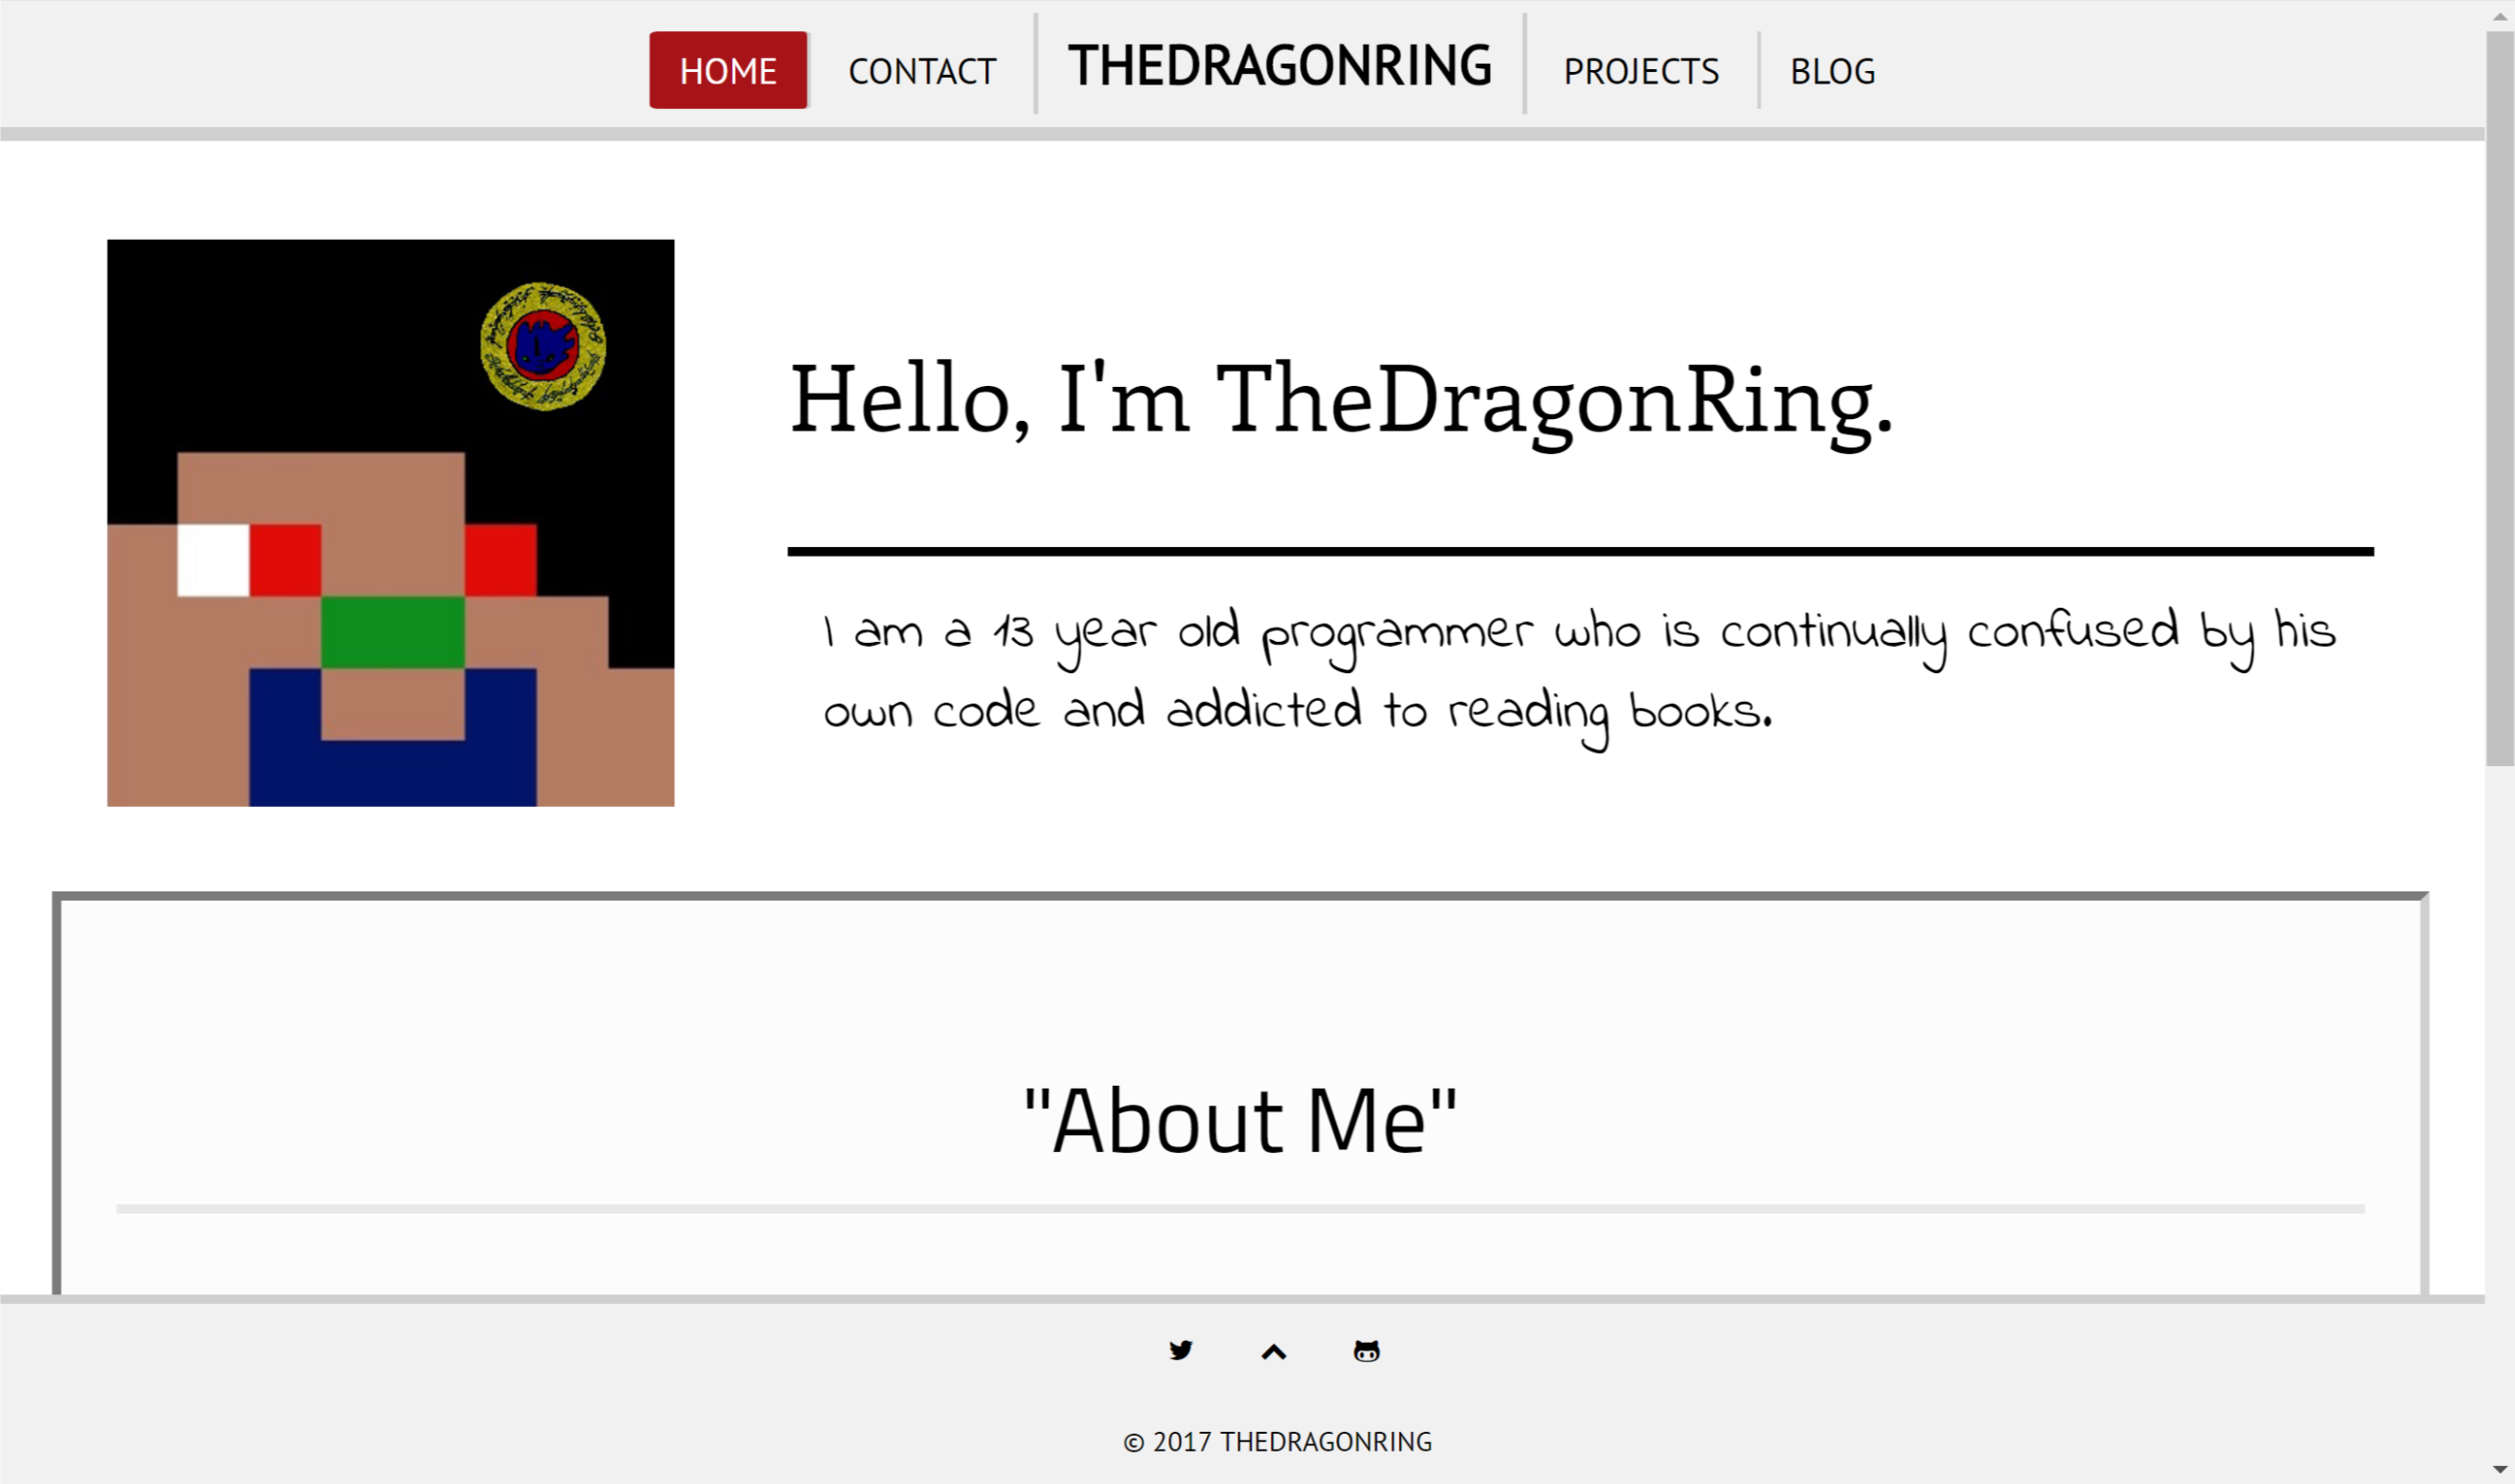 HOME
CONTACT
THEDRAGONRING
PROJECTS
BLOG
Hello, I'm TheDragonRing.
I am a 13 year old programmer who is continually confused by his
own code and addicted to reading books.
"About Me"
© 2017 THEDRAGONRING